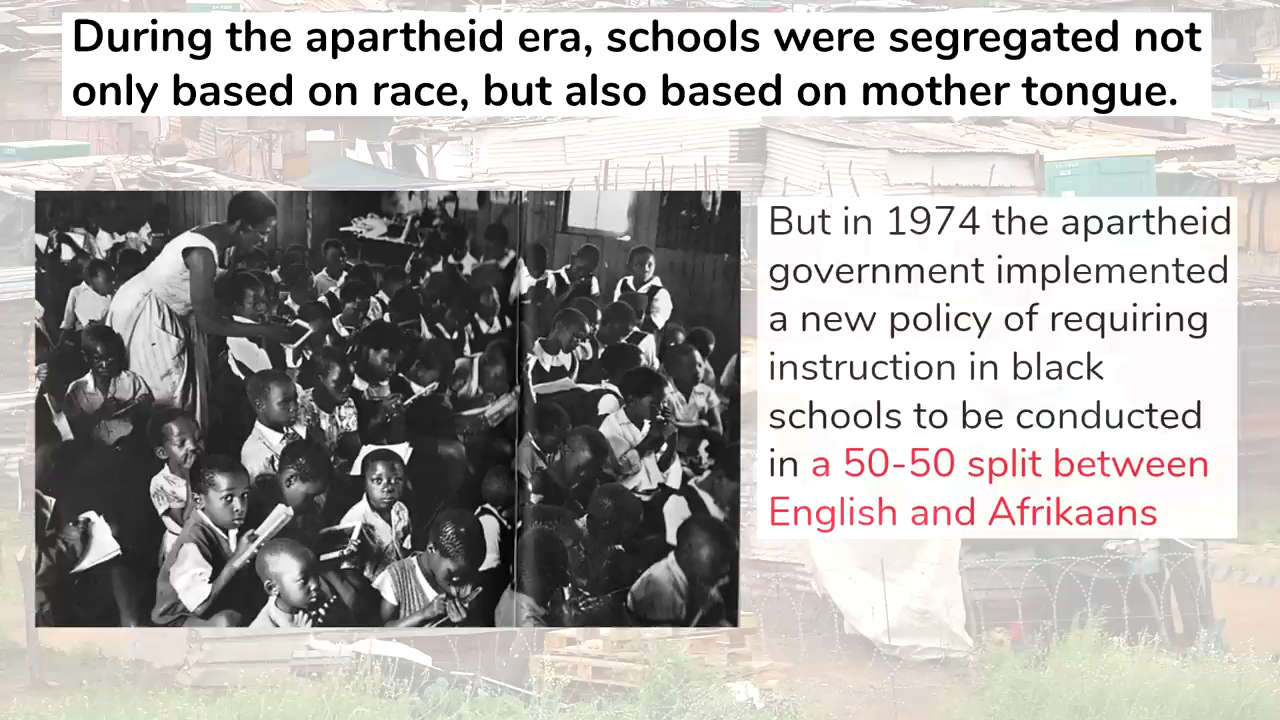 During the apartheid era, schools were segregated not
only based on race, but also based on mother tongue.
But in 1974 the apartheid
government implemented
a new policy of requiring
instruction in black
schools to be conducted
in a 50-50 split between
English and Afrikaans